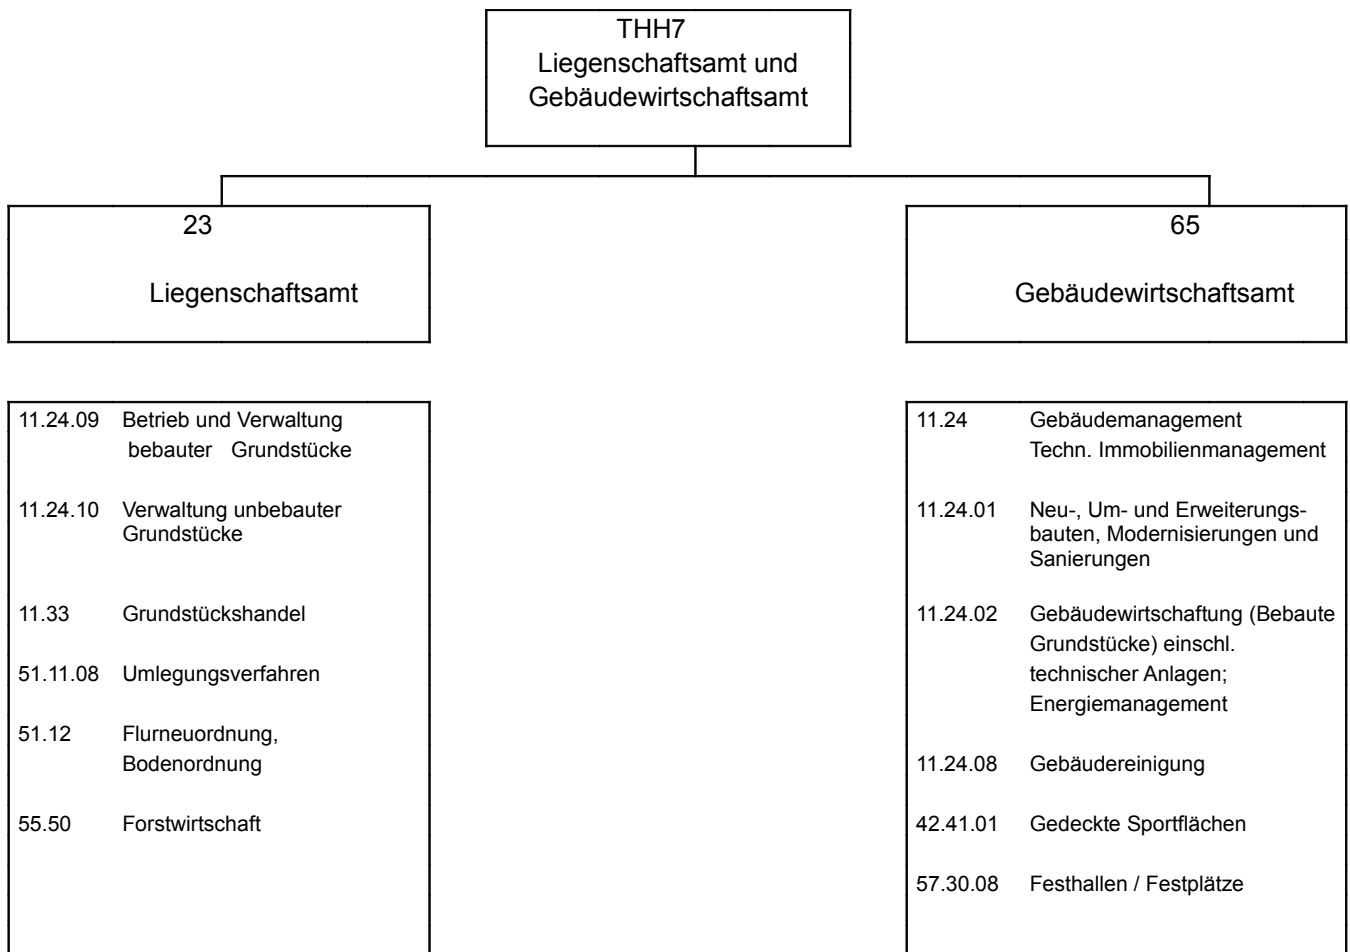 THH7
Liegenschaftsamt und
Gebäudewirtschaftsamt
23
Liegenschaftsamt
65
Gebäudewirtschaftsamt
11.24.09 Betrieb und Verwaltung
bebauter Grundstücke
11.24.10 Verwaltung unbebauter
Grundstücke
11.33 Grundstückshandel
51.11.08 Umlegungsverfahren
51.12 Flurneuordnung,
Bodenordnung
55.50 Forstwirtschaft
11.24 Gebäudemanagement
Techn. Immobilienmanagement
11.24.01 Neu-, Um- und Erweiterungs-
bauten, Modernisierungen und
Sanierungen
11.24.02 Gebäudewirtschaftung (Bebaute
Grundstücke) einschl.
technischer Anlagen;
Energiemanagement
11.24.08 Gebäudereinigung
42.41.01 Gedeckte Sportflächen
57.30.08 Festhallen / Festplätze